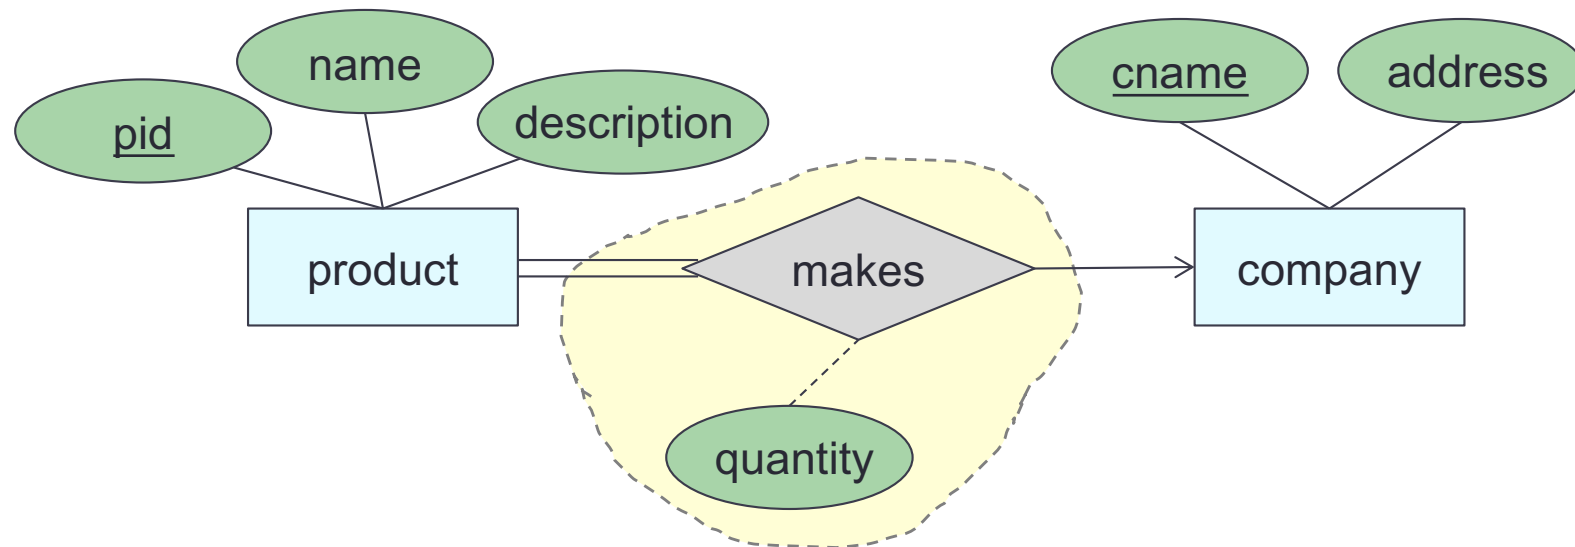 name
cname
address
pid
description
product
makes
company
quantity